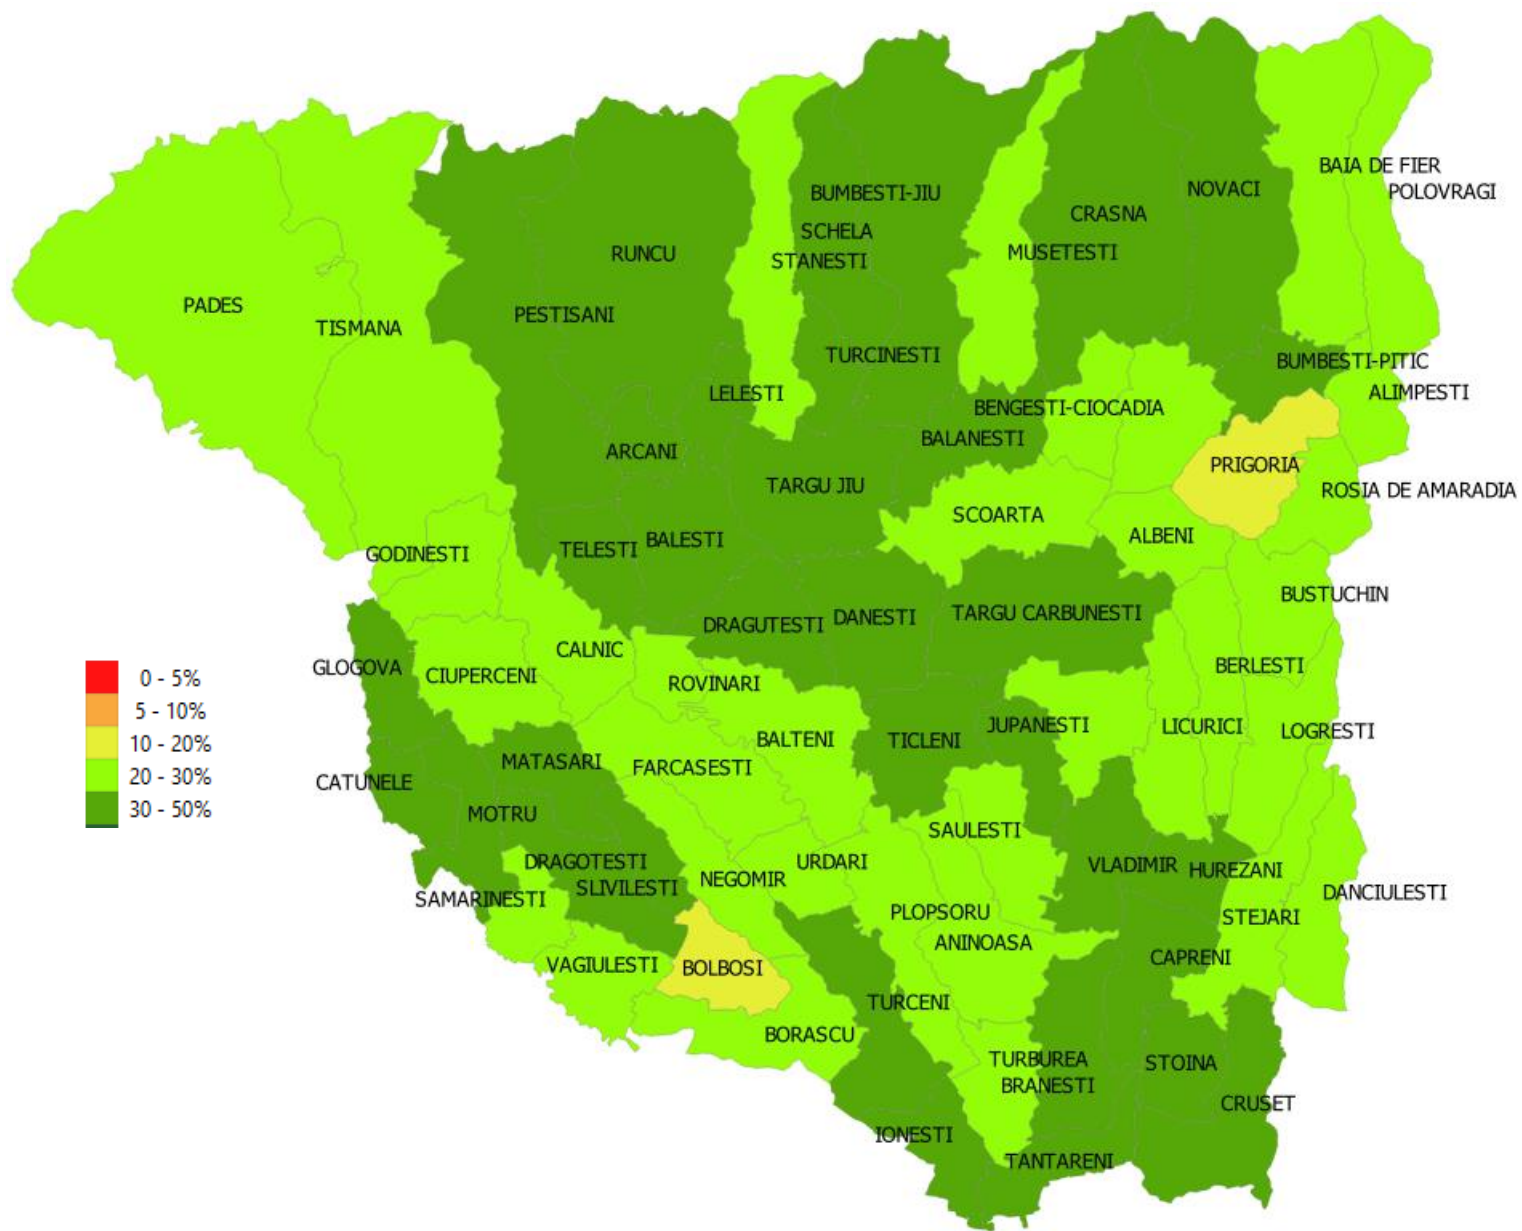 BAIA DE FIER
POLOVRAGI
NOVACI
BUMBESTI-JIU
CRASNA
SCHELA
RUNCU
STANESTI
MUSETESTI
PADES
PESTISANI
TISMANA
TURCINESTI
BUMBESTI-PITIC
LELESTI
ALIMPESTI
BENGESTI-CIOCADIA
BALANESTI
ARCANI
PRIGORIA
TARGU JIU
ROSIA DE AMARADIA
SCOARTA
ALBENI
BALESTI
TELESTI
GODINESTI
BUSTUCHIN
TARGU CARBUNESTI
DANESTI
DRAGUTESTI
CALNIC
GLOGOVA
BERLESTI
CIUPERCENI
ROVINARI
0 - 5%
5 - 10%
10 - 20%
20 - 30%
30 - 50%
JUPANESTI
LICURICI
LOGRESTI
BALTENI
TICLENI
MATASARI
FARCASESTI
CATUNELE
MOTRU
SAULESTI
DRAGOTESTI
URDARI
VLADIMIR
HUREZANI
NEGOMIR
SLIVILESTI
DANCIULESTI
SAMARINESTI
PLOPSORU
STEJARI
ANINOASA
CAPRENI
VAGIULESTI
BOLBOSI
TURCENI
BORASCU
TURBUREA
STOINA
BRANESTI
CRUSET
IONESTI
TANTARENI